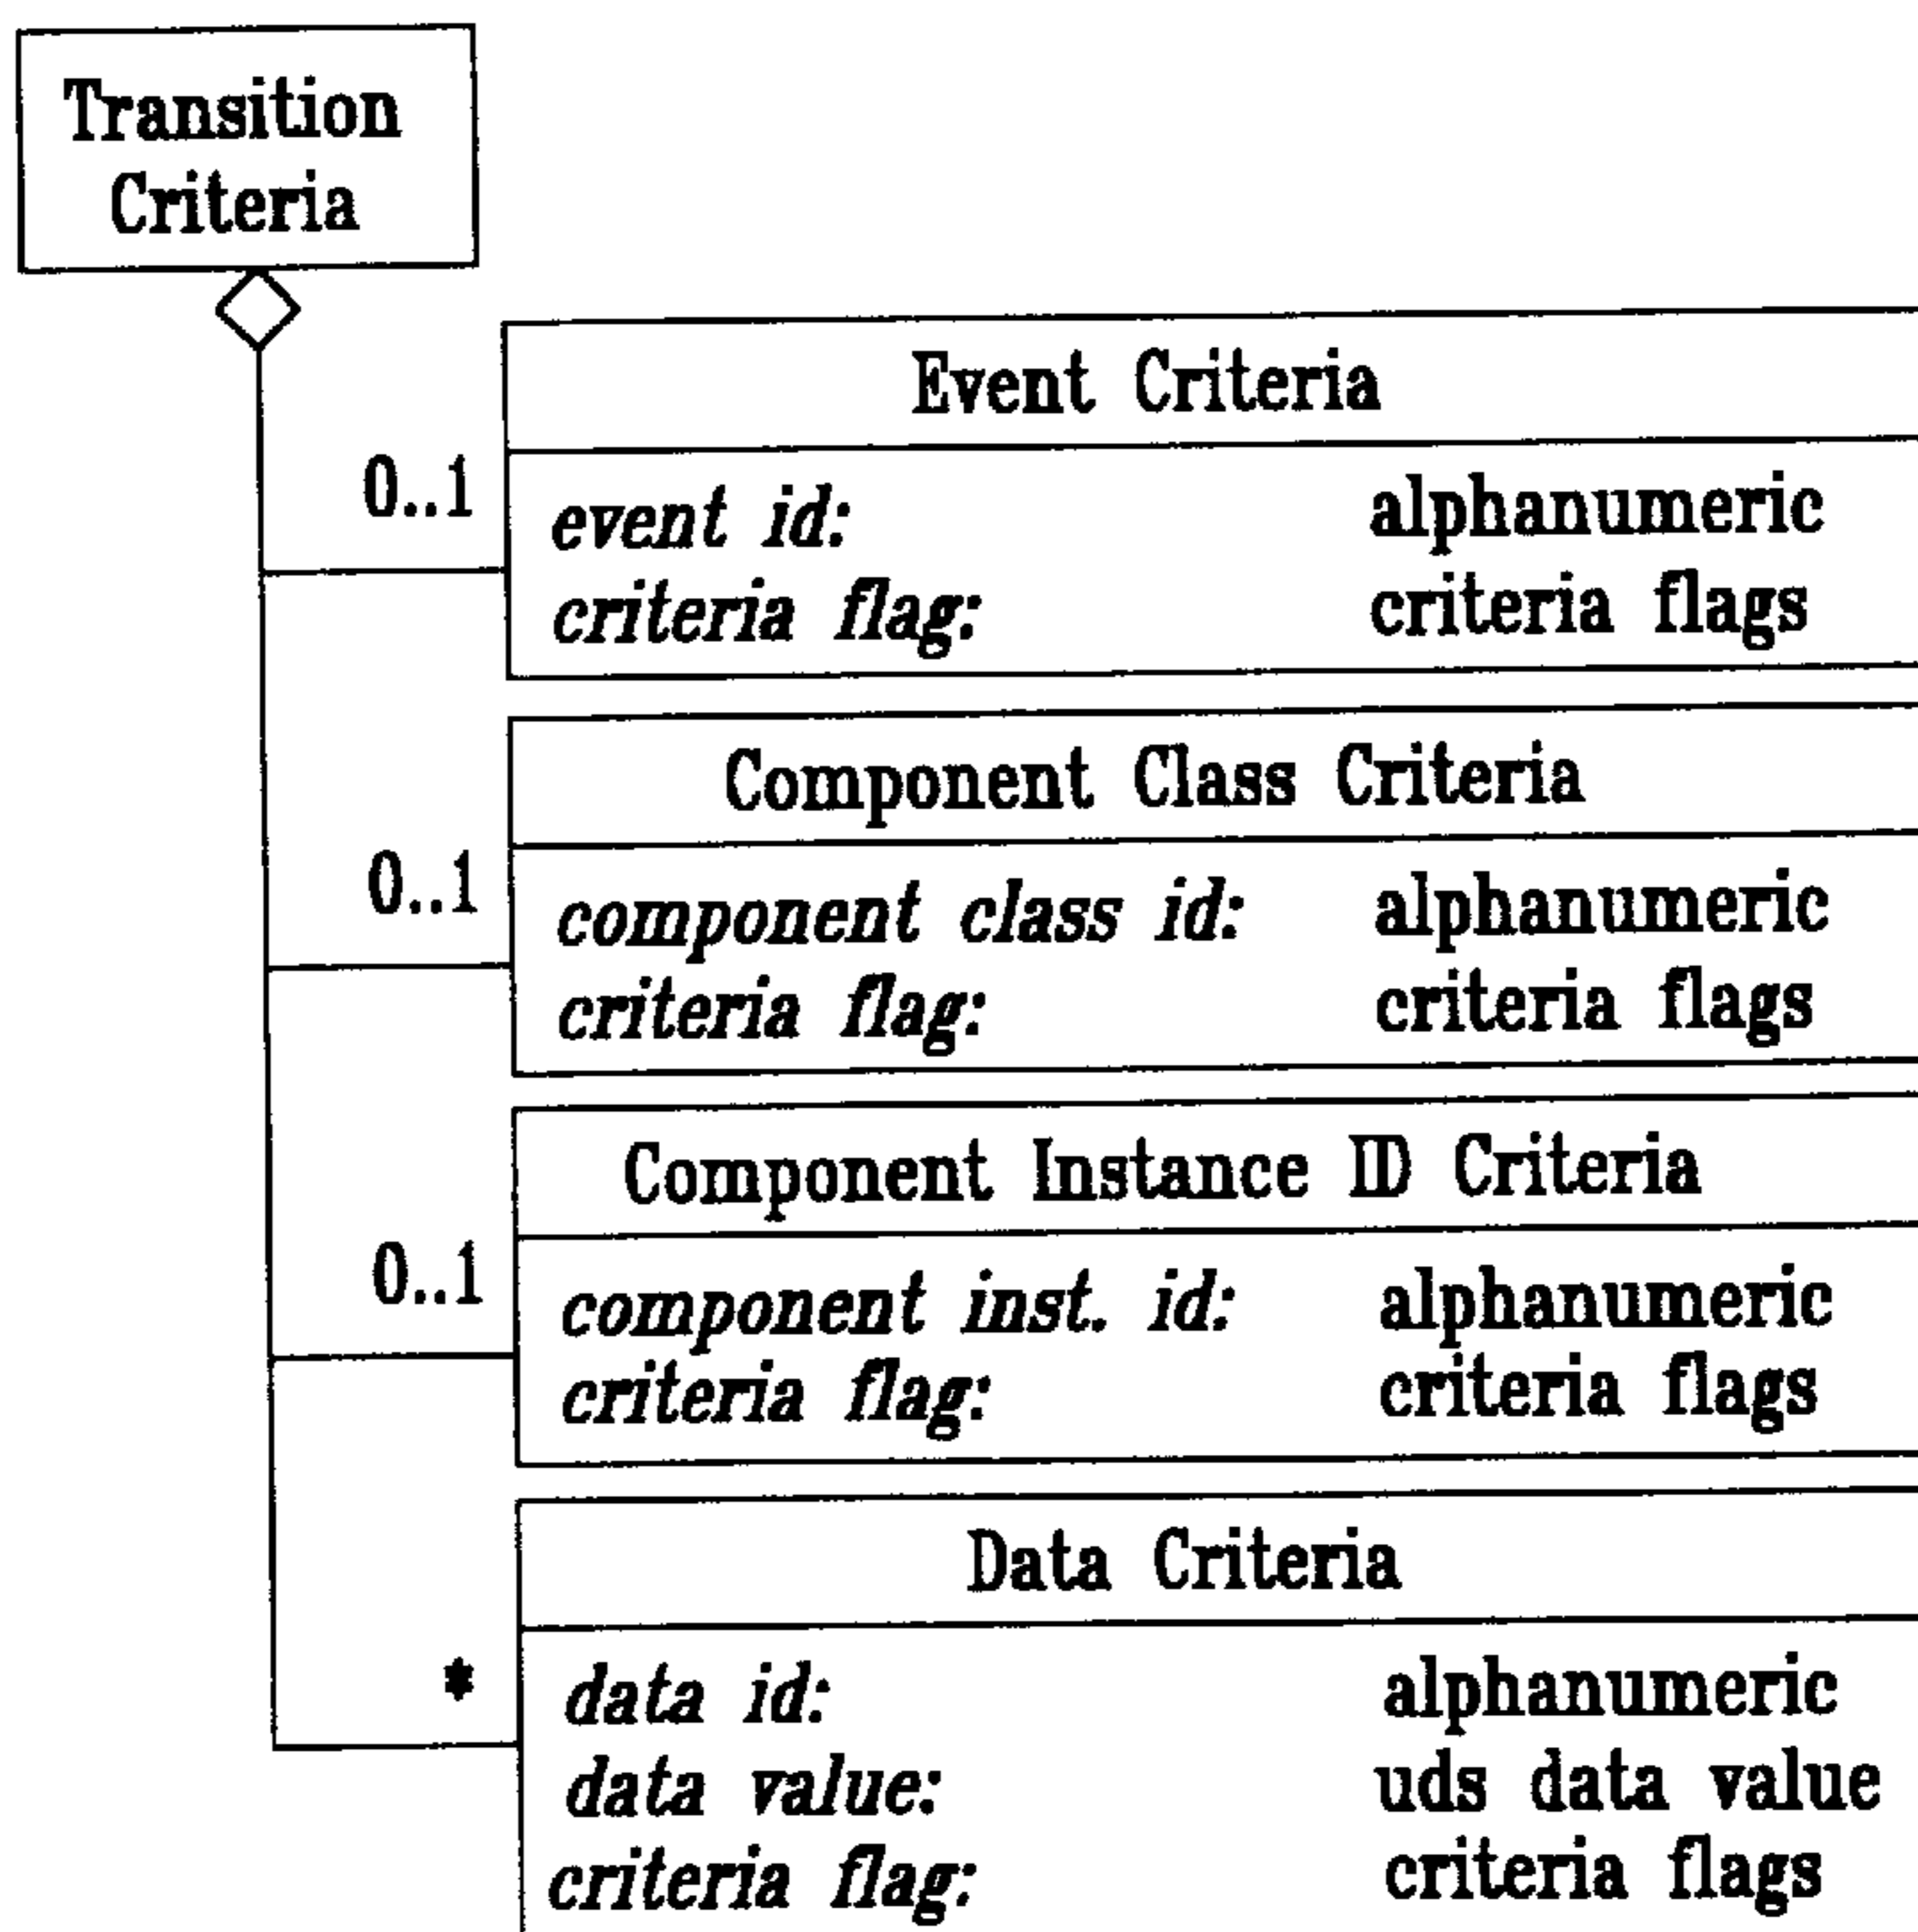 Transition
Criteria
Event Criteria
0..1
event id: alphanumeric
criteria flag: criteria flags
Component Class Criteria
0..1
component class id: alphanumeric
criteria flag: criteria flags
Component Instance ID Criteria
0..1
component inst. id: alphanumeric
criteria flag: criteria flags
Data Criteria
*
data id: alphanumeric
data value: uds data value
criteria flag: criteria flags